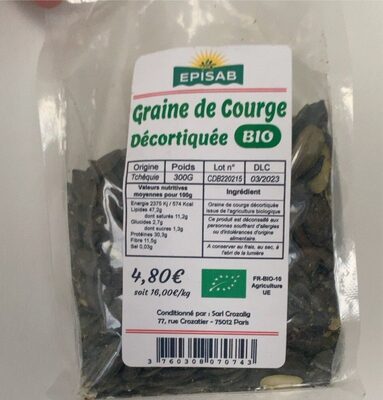 EPISAB
Graine de Courge
Décortiquée BIO
Origine Poids Lot n° DLC
Tchéquie 300G CDB220215 03/2023
Valeurs nutritives
moyennes pour 100g
Energie 2375 Kj / 574 Kcal
Lipides 47,2g
dont saturés 11,2g
Glucides 2,7g
dont sucres 1,3g
Protéines 30,3g
Fibre 11,5g
Sel 0,03g
Ingrédient
Graine de courge décortiquée
issue de l'agriculture biologique
Ce produit est déconseillé aux
personnes souffrant d'allergies
ou d'intolérances d'origine
alimentaire.
A conserver au frais, au sec, à
l'abri de la lumière
4,80€
soit 16,00€/kg
FR-BIO-10
Agriculture
UE
Conditionné par : Sarl Crozalig
77, rue Crozatier - 75012 Paris
3 760308 070743